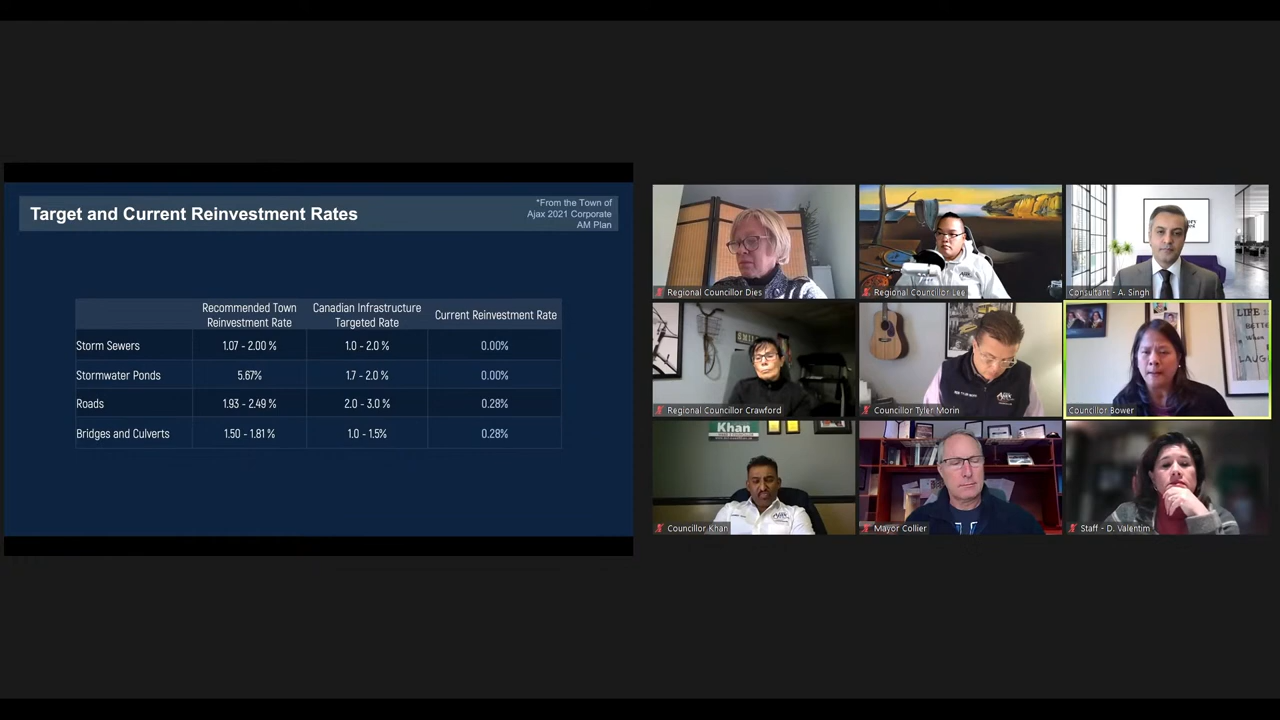 Target and Current Reinvestment Rates
*From the Town of
Ajax 2021 Corporate
AM Plan
Recommended Town
Reinvestment Rate
Canadian Infrastructure
Targeted Rate
Current Reinvestment Rate
Storm Sewers 1.07 - 2.00 % 1.0 - 2.0 % 0.00%
Stormwater Ponds 5.67% 1.7 - 2.0 % 0.00%
Roads 1.93 - 2.49 % 2.0 - 3.0 % 0.28%
Bridges and Culverts 1.50 - 1.81 % 1.0 - 1.5% 0.28%
Regional Councillor Dies
Regional Councillor Lee
Consultant - A. Singh
Regional Councillor Crawford
Councillor Tyler Morin
LIFE:
BETTE
WHEN
LAUGH
Councillor Bower
Khan
Councillor Khan
Mayor Collier
Staff - D. Valentim